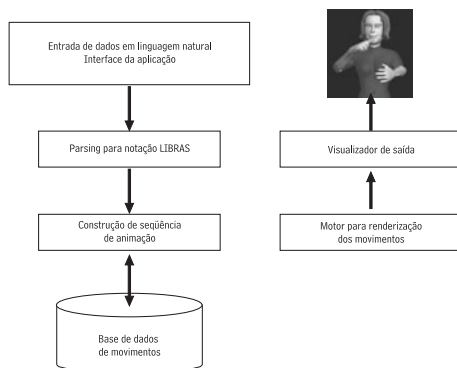 Entrada de dados em linguagem natural
Interface da aplicação
Parsing para notação LIBRAS
Construção de seqüência
de animação
Base de dados
de movimentos
Visualizador de saída
Motor para renderização
dos movimentos